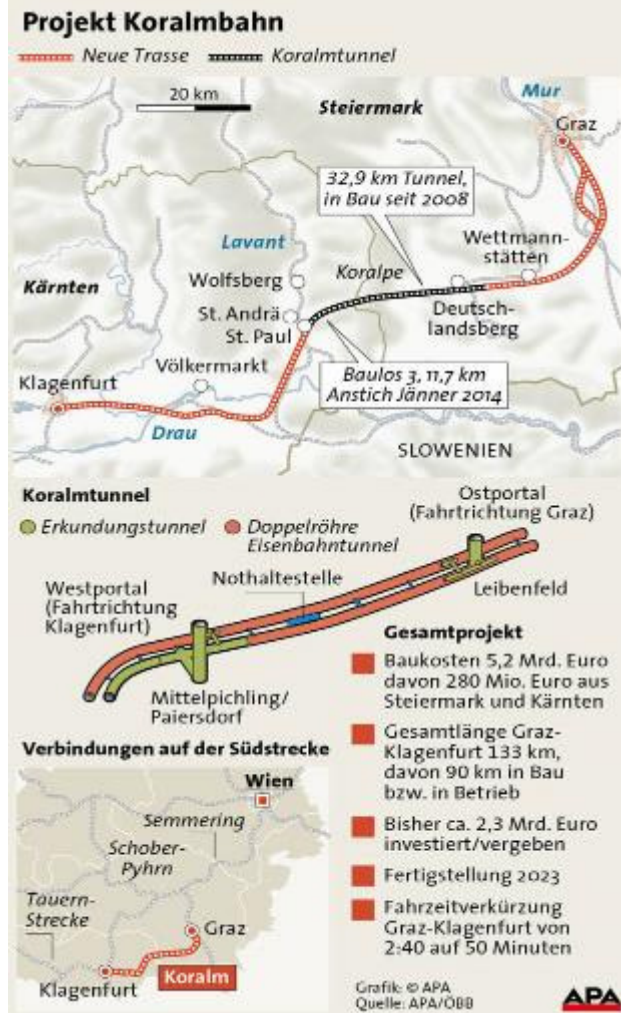 Projekt Koralmbahn
Neue Trasse
Koralmtunnel
20 km
Steiermark
Mur
Graz
32,9 km Tunnel,
in Bau seit 2008
Lavant
Wettmann-
stätten
Koralpe
Kärnten
Wolfsberg
St. Andrä
St. Paul
Deutsch-
landsberg
Völkermarkt
Klagenfurt
Baulos 3, 11,7 km
Anstich Jänner 2014
Drau
SLOWENIEN
Koralmtunnel
Erkundungstunnel
Doppelröhre
Eisenbahntunnel
Ostportal
(Fahrtrichtung Graz)
Westportal
(Fahrtrichtung
Klagenfurt)
Nothaltestelle
Leibenfeld
Mittelpichling/
Paiersdorf
Gesamtprojekt
Baukosten 5,2 Mrd. Euro
davon 280 Mio. Euro aus
Steiermark und Kärnten
Gesamtlänge Graz-
Klagenfurt 133 km,
davon 90 km in Bau
bzw. in Betrieb
Bisher ca. 2,3 Mrd. Euro
investiert/vergeben
Fertigstellung 2023
Fahrzeitverkürzung
Graz-Klagenfurt von
2:40 auf 50 Minuten
Verbindungen auf der Südstrecke
Wien
Semmering
Schober-
Pyhrn
Tauern-
Strecke
Graz
Klagenfurt
Koralm
Grafik: © APA
Quelle: APA/ÖBB
APA